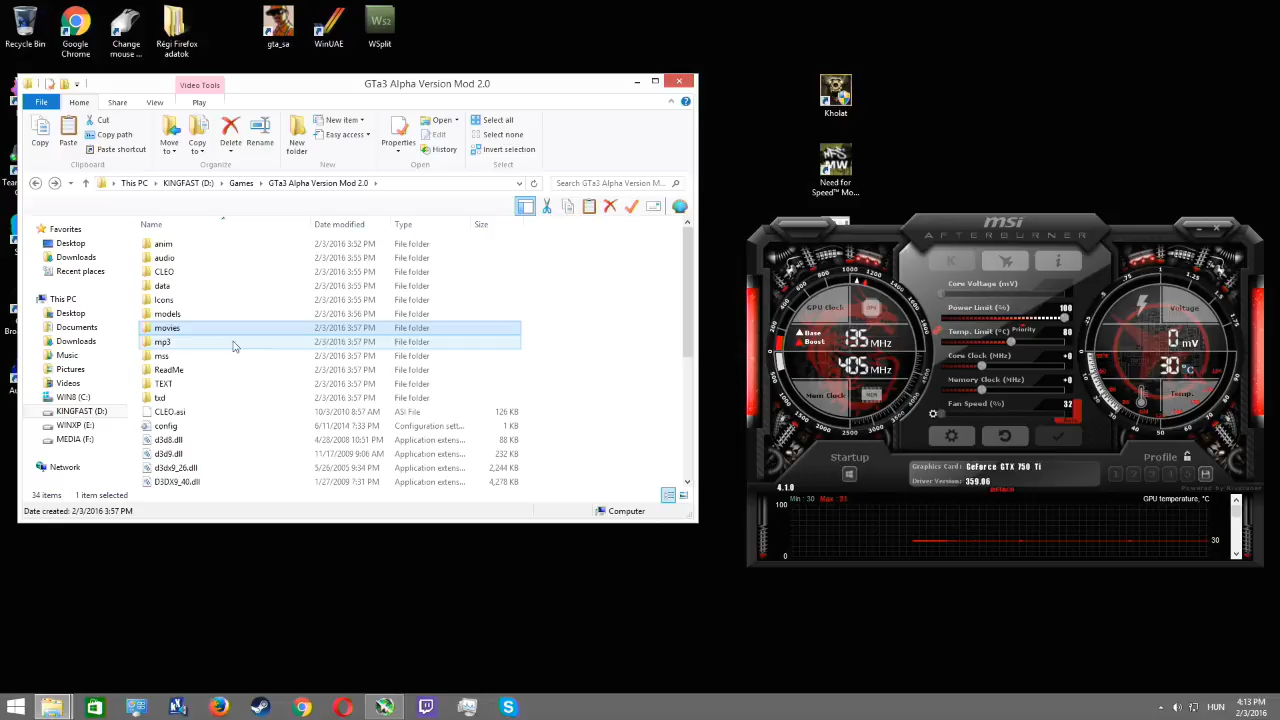 Recycle Bin
Google Chrome
Change mouse ...
Régi Firefox adatok
gta_sa
WinUAE
WSplit
Kholat
Need for Speed™ Mo...
Video Tools
GTa3 Alpha Version Mod 2.0
File Home Share View Play
Copy
Paste
Cut
Copy path
Paste shortcut
Move to
Copy to
Delete
Rename
New folder
New item
Easy access
Properties
Open
Edit
History
Select all
Select none
Invert selection
Clipboard Organize New Open Select
This PC KINGFAST (D:) Games GTa3 Alpha Version Mod 2.0
Search GTa3 Alpha Version M...
Favorites
Desktop
Downloads
Recent places
This PC
Desktop
Documents
Downloads
Music
Pictures
Videos
WIN8 (C:)
KINGFAST (D:)
WINXP (E:)
MEDIA (F:)
Network
Name Date modified Type Size
anim 2/3/2016 3:52 PM File folder
audio 2/3/2016 3:55 PM File folder
CLEO 2/3/2016 3:55 PM File folder
data 2/3/2016 3:55 PM File folder
Icons 2/3/2016 3:55 PM File folder
models 2/3/2016 3:55 PM File folder
movies 2/3/2016 3:57 PM File folder
mp3 2/3/2016 3:57 PM File folder
mss 2/3/2016 3:57 PM File folder
ReadMe 2/3/2016 3:57 PM File folder
TEXT 2/3/2016 3:57 PM File folder
txd 2/3/2016 3:57 PM File folder
CLEO.asi 10/3/2010 8:57 AM ASI File 126 KB
config 6/11/2014 7:33 PM Configuration sett... 1 KB
d3d8.dll 4/28/2008 10:51 PM Application extens... 88 KB
d3d9.dll 11/17/2009 9:06 AM Application extens... 232 KB
d3dx9_26.dll 5/26/2005 9:34 PM Application extens... 2,244 KB
D3DX9_40.dll 1/27/2009 7:31 PM Application extens... 4,278 KB
34 items 1 item selected
Date created: 2/3/2016 3:57 PM
Computer
msi
AFTERBURNER
K
i
GPU Clock
Base
Boost
135 MHz
405 MHz
Mem Clock
Core Voltage (mV)
Power Limit (%) 100
Priority
Temp. Limit (°C) 80
Core Clock (MHz) +0
Memory Clock (MHz) +0
Fan Speed (%) 32
Voltage
0 mV
30 °C
Temp.
Startup
Profile
1 2 3 4 5
Graphics Card: GeForce GTX 750 Ti
Driver Version: 359.06
4.1.0
Min : 30 Max : 31
GPU temperature, °C
100
30
0
HUN
4:13 PM
2/3/2016